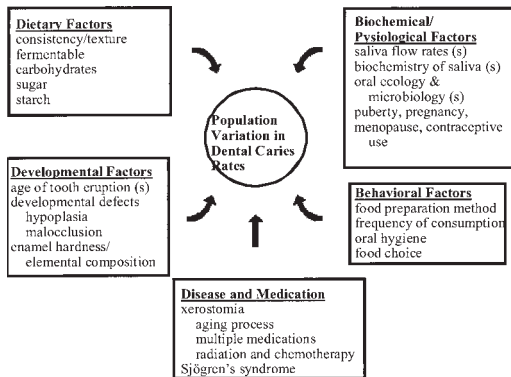 Dietary Factors
consistency/texture
fermentable
carbohydrates
sugar
starch
Biochemical/
Pysiological Factors
saliva flow rates (s)
biochemistry of saliva (s)
oral ecology &
microbiology (s)
puberty, pregnancy,
menopause, contraceptive
use
Population
Variation in
Dental Caries
Rates
Developmental Factors
age of tooth eruption (s)
developmental defects
hypoplasia
malocclusion
enamel hardness/
elemental composition
Behavioral Factors
food preparation method
frequency of consumption
oral hygiene
food choice
Disease and Medication
xerostomia
aging process
multiple medications
radiation and chemotherapy
Sjögren's syndrome